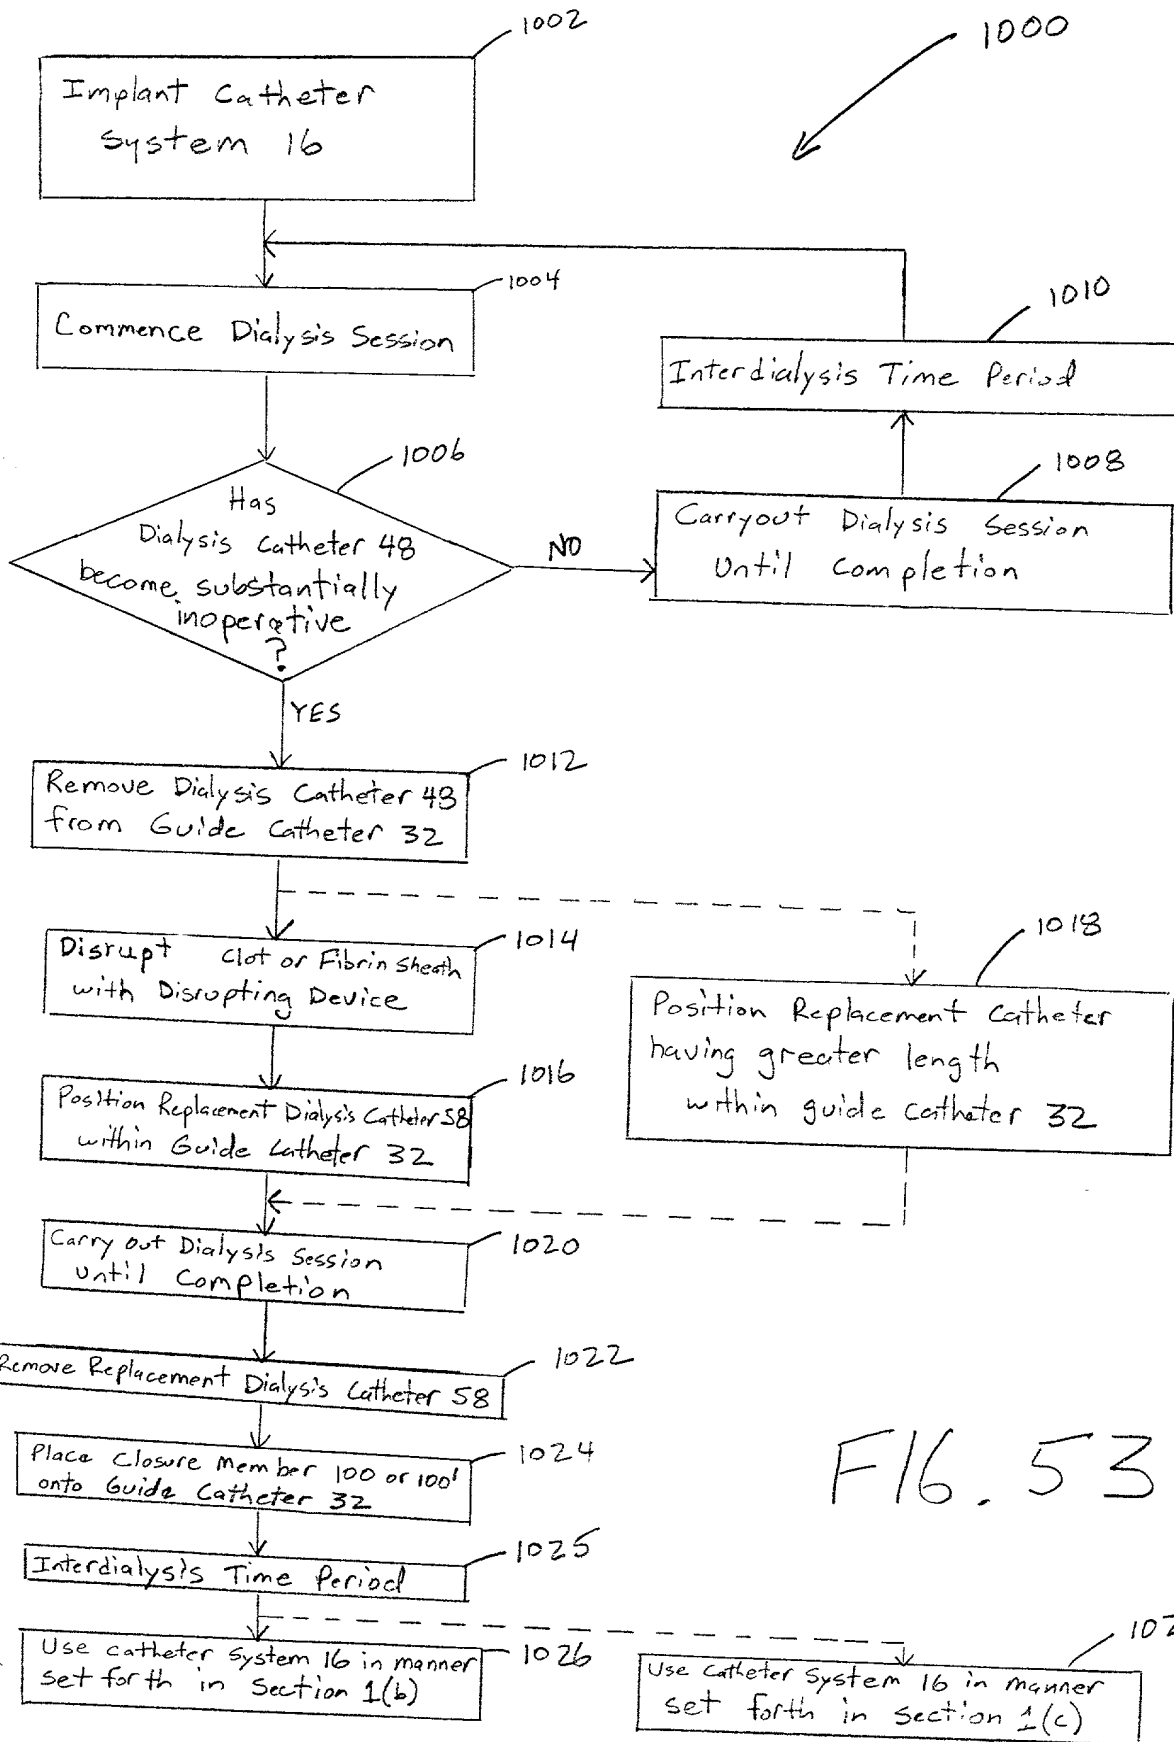 1002
1000
Implant Catheter
System 16
1004
Commence Dialysis Session
1010
Interdialysis Time Period
1006
1008
Has
Dialysis Catheter 48
become substantially
inoperative
?
NO
Carryout Dialysis Session
Until Completion
YES
1012
Remove Dialysis Catheter 48
from Guide Catheter 32
1014
Disrupt Clot or Fibrin Sheath
with Disrupting Device
1018
Position Replacement Catheter
having greater length
within guide catheter 32
1016
Position Replacement Dialysis Catheter 58
within Guide Catheter 32
1020
Carry out Dialysis Session
Until Completion
1022
Remove Replacement Dialysis Catheter 58
1024
Place Closure Member 100 or 100'
onto Guide Catheter 32
FIG. 53
1025
Interdialysis Time Period
1026
Use catheter system 16 in manner
set forth in Section 1(b)
Use Catheter System 16 in manner
set forth in section 1(c)